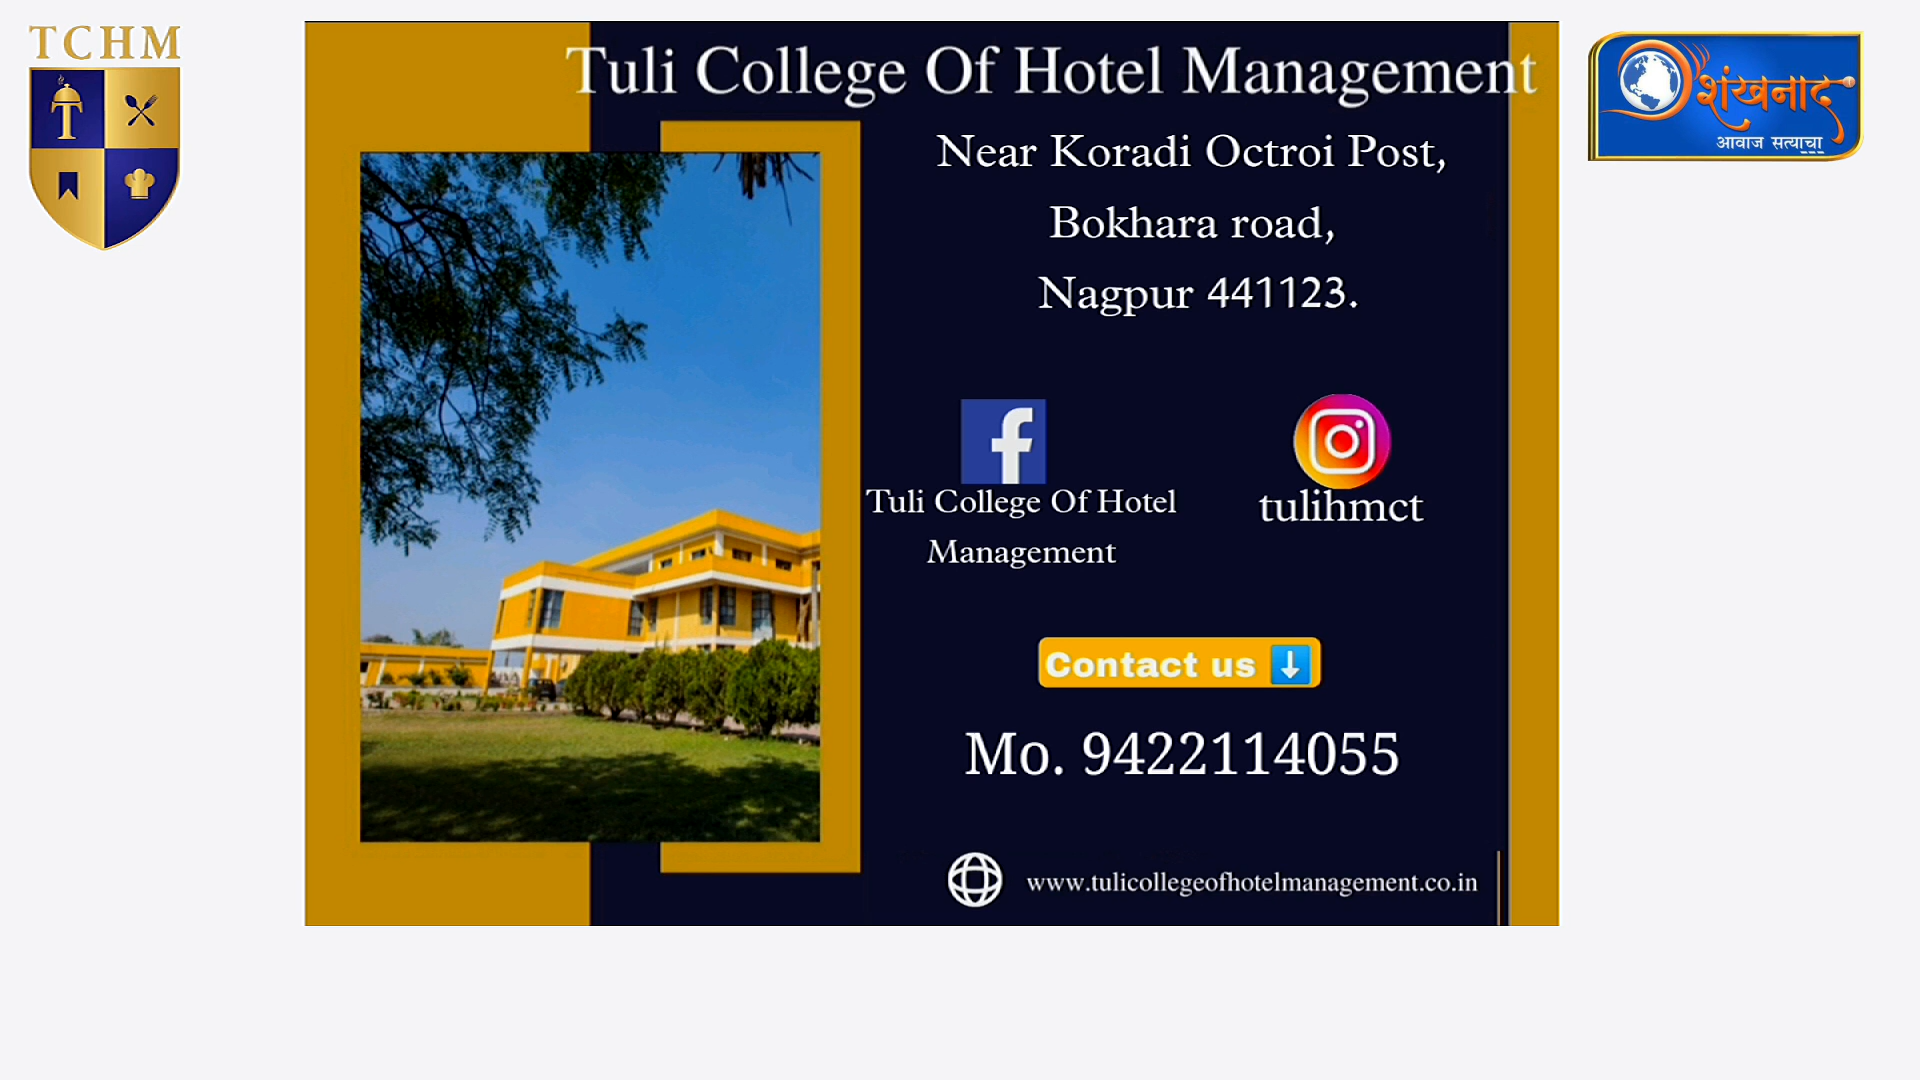 TCHM
T
Tuli College Of Hotel Management
शंखनाद
आवाज सत्याचा
Near Koradi Octroi Post,
Bokhara road,
Nagpur 441123.
Tuli College Of Hotel
Management
tulihmct
Contact us ⬇️
Mo. 9422114055
www.tulicollegeofhotelmanagement.co.in